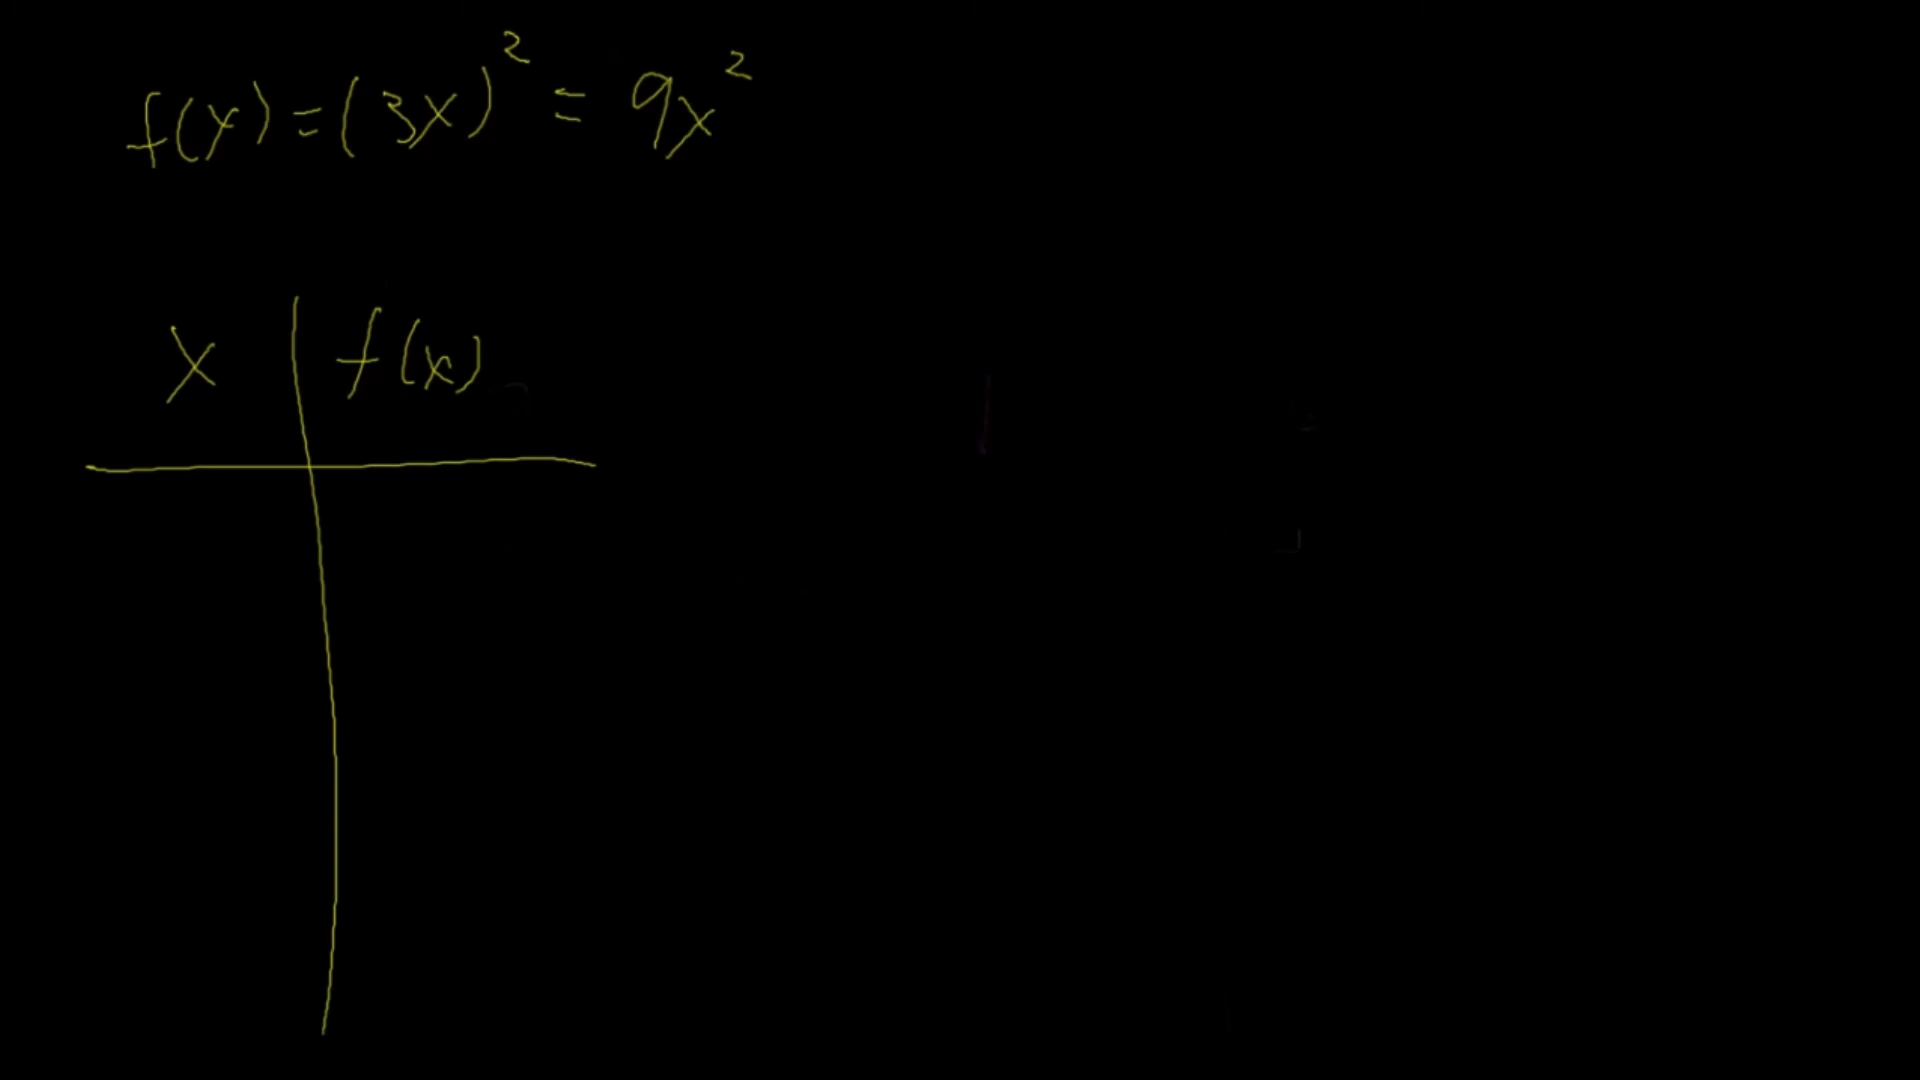 f(x) = (3x)² = 9x²
x f(x)